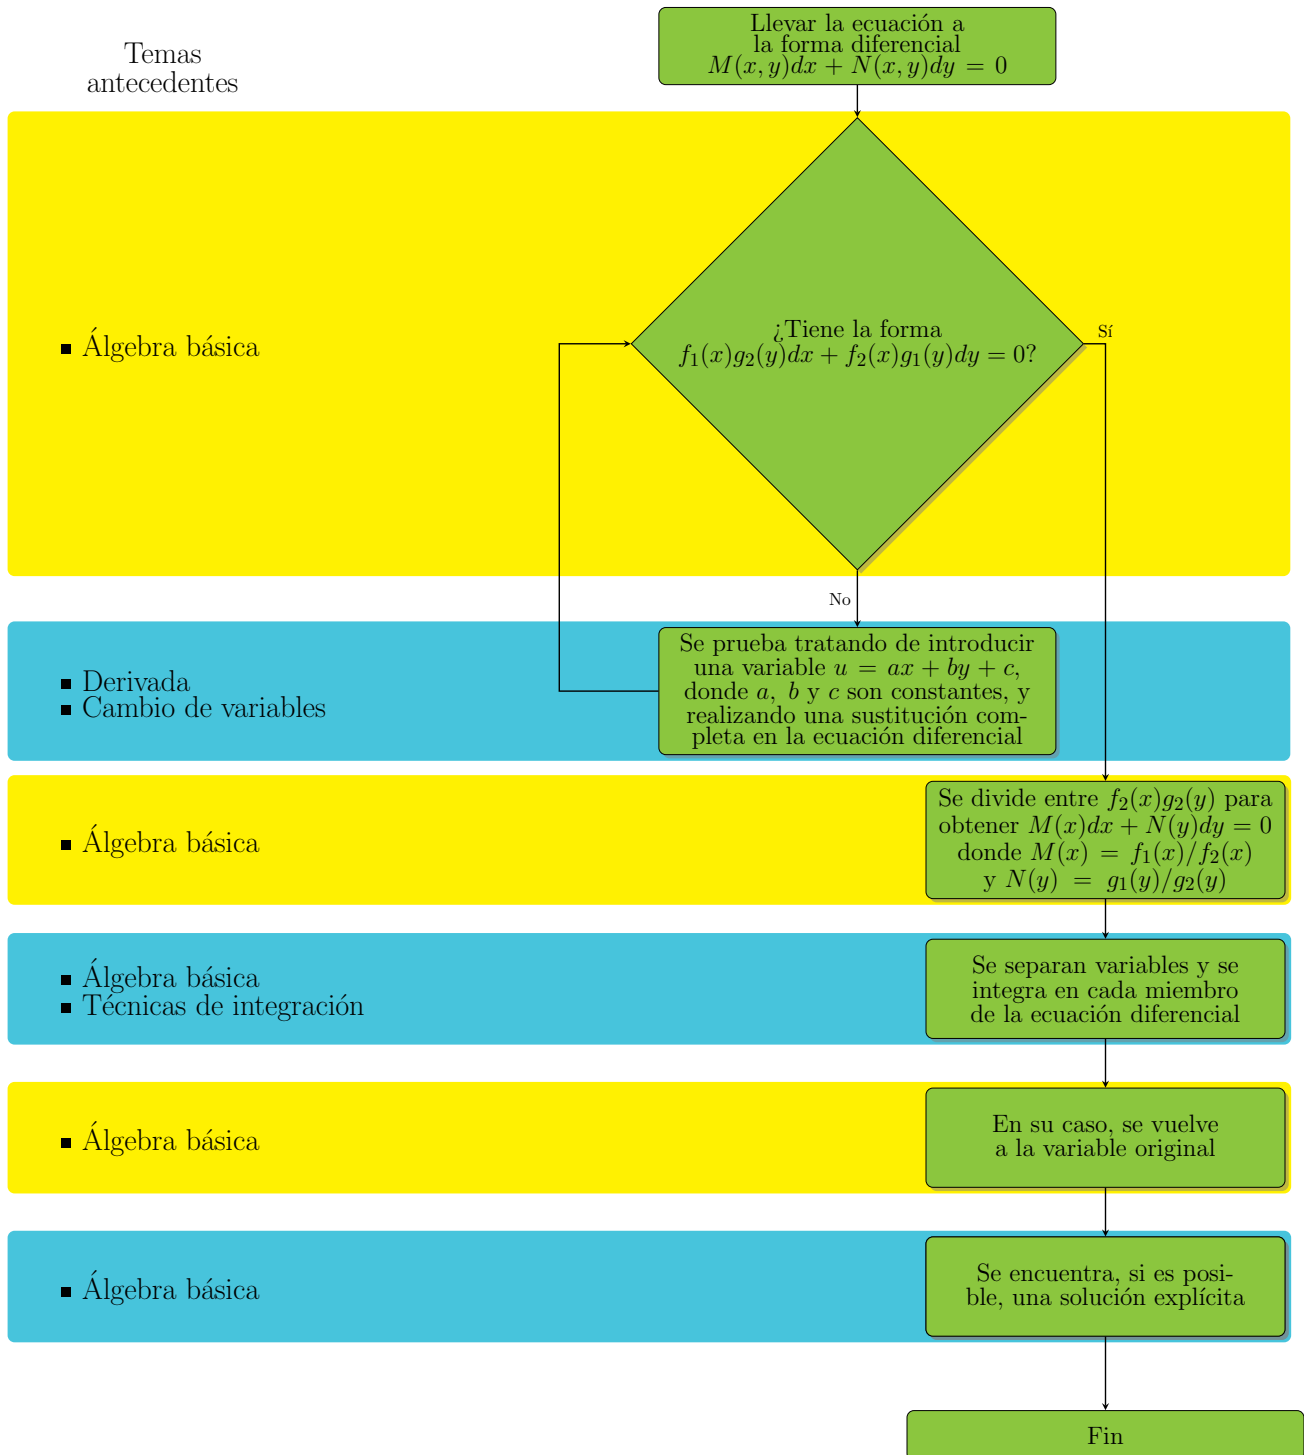 Temas
antecedentes
Llevar la ecuación a
la forma diferencial
M(x, y)dx + N(x, y)dy = 0
■ Álgebra básica
¿Tiene la forma
f₁(x)g₂(y)dx + f₂(x)g₁(y)dy = 0?
Sí
No
■ Derivada
■ Cambio de variables
Se prueba tratando de introducir
una variable u = ax + by + c,
donde a, b y c son constantes, y
realizando una sustitución com-
pleta en la ecuación diferencial
■ Álgebra básica
Se divide entre f₂(x)g₂(y) para
obtener M(x)dx + N(y)dy = 0
donde M(x) = f₁(x)/f₂(x)
y N(y) = g₁(y)/g₂(y)
■ Álgebra básica
■ Técnicas de integración
Se separan variables y se
integra en cada miembro
de la ecuación diferencial
■ Álgebra básica
En su caso, se vuelve
a la variable original
■ Álgebra básica
Se encuentra, si es posi-
ble, una solución explícita
Fin